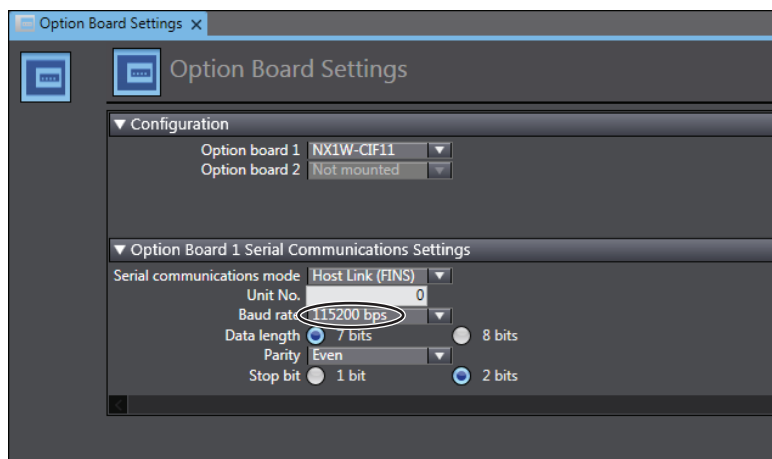 Option Board Settings ×
Option Board Settings
▼ Configuration
Option board 1 NX1W-CIF11
Option board 2 Not mounted
▼ Option Board 1 Serial Communications Settings
Serial communications mode Host Link (FINS)
Unit No. 0
Baud rate 115200 bps
Data length 7 bits 8 bits
Parity Even
Stop bit 1 bit 2 bits